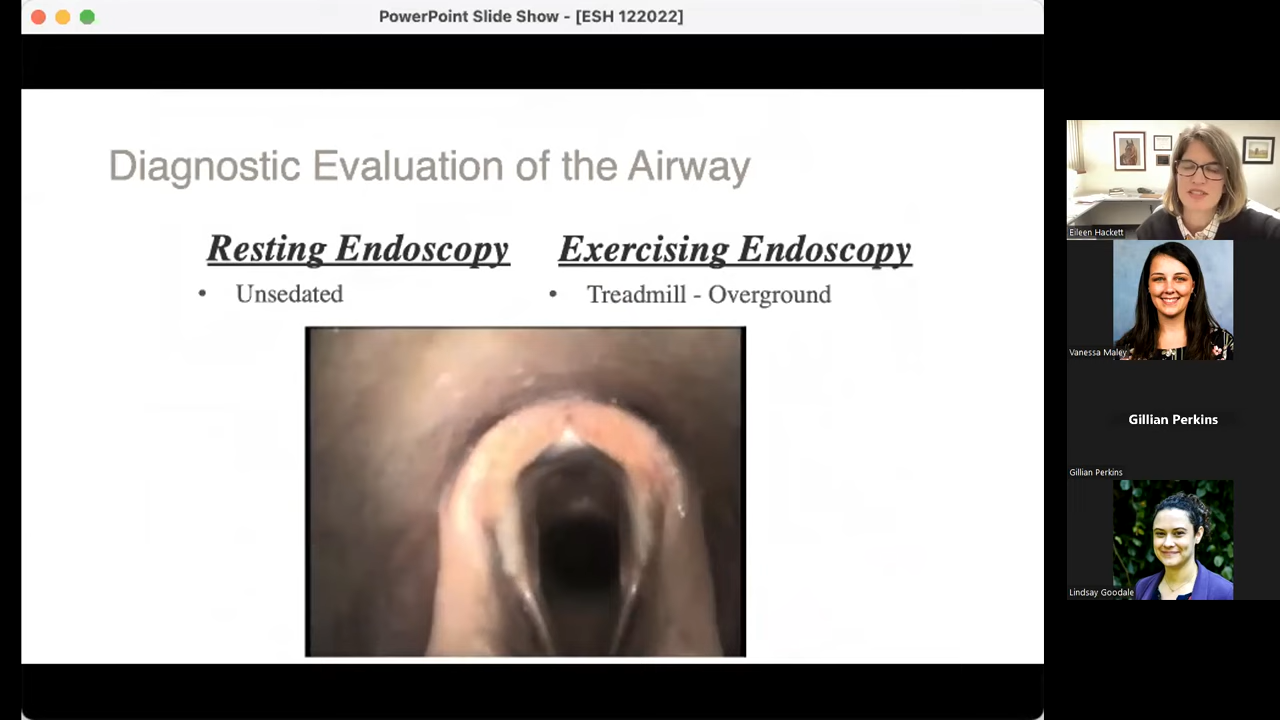 PowerPoint Slide Show - [ESH 122022]
Diagnostic Evaluation of the Airway
Resting Endoscopy
• Unsedated
Exercising Endoscopy
• Treadmill - Overground
Eileen Hackett
Vanessa Maley
Gillian Perkins
Gillian Perkins
Lindsay Goodale